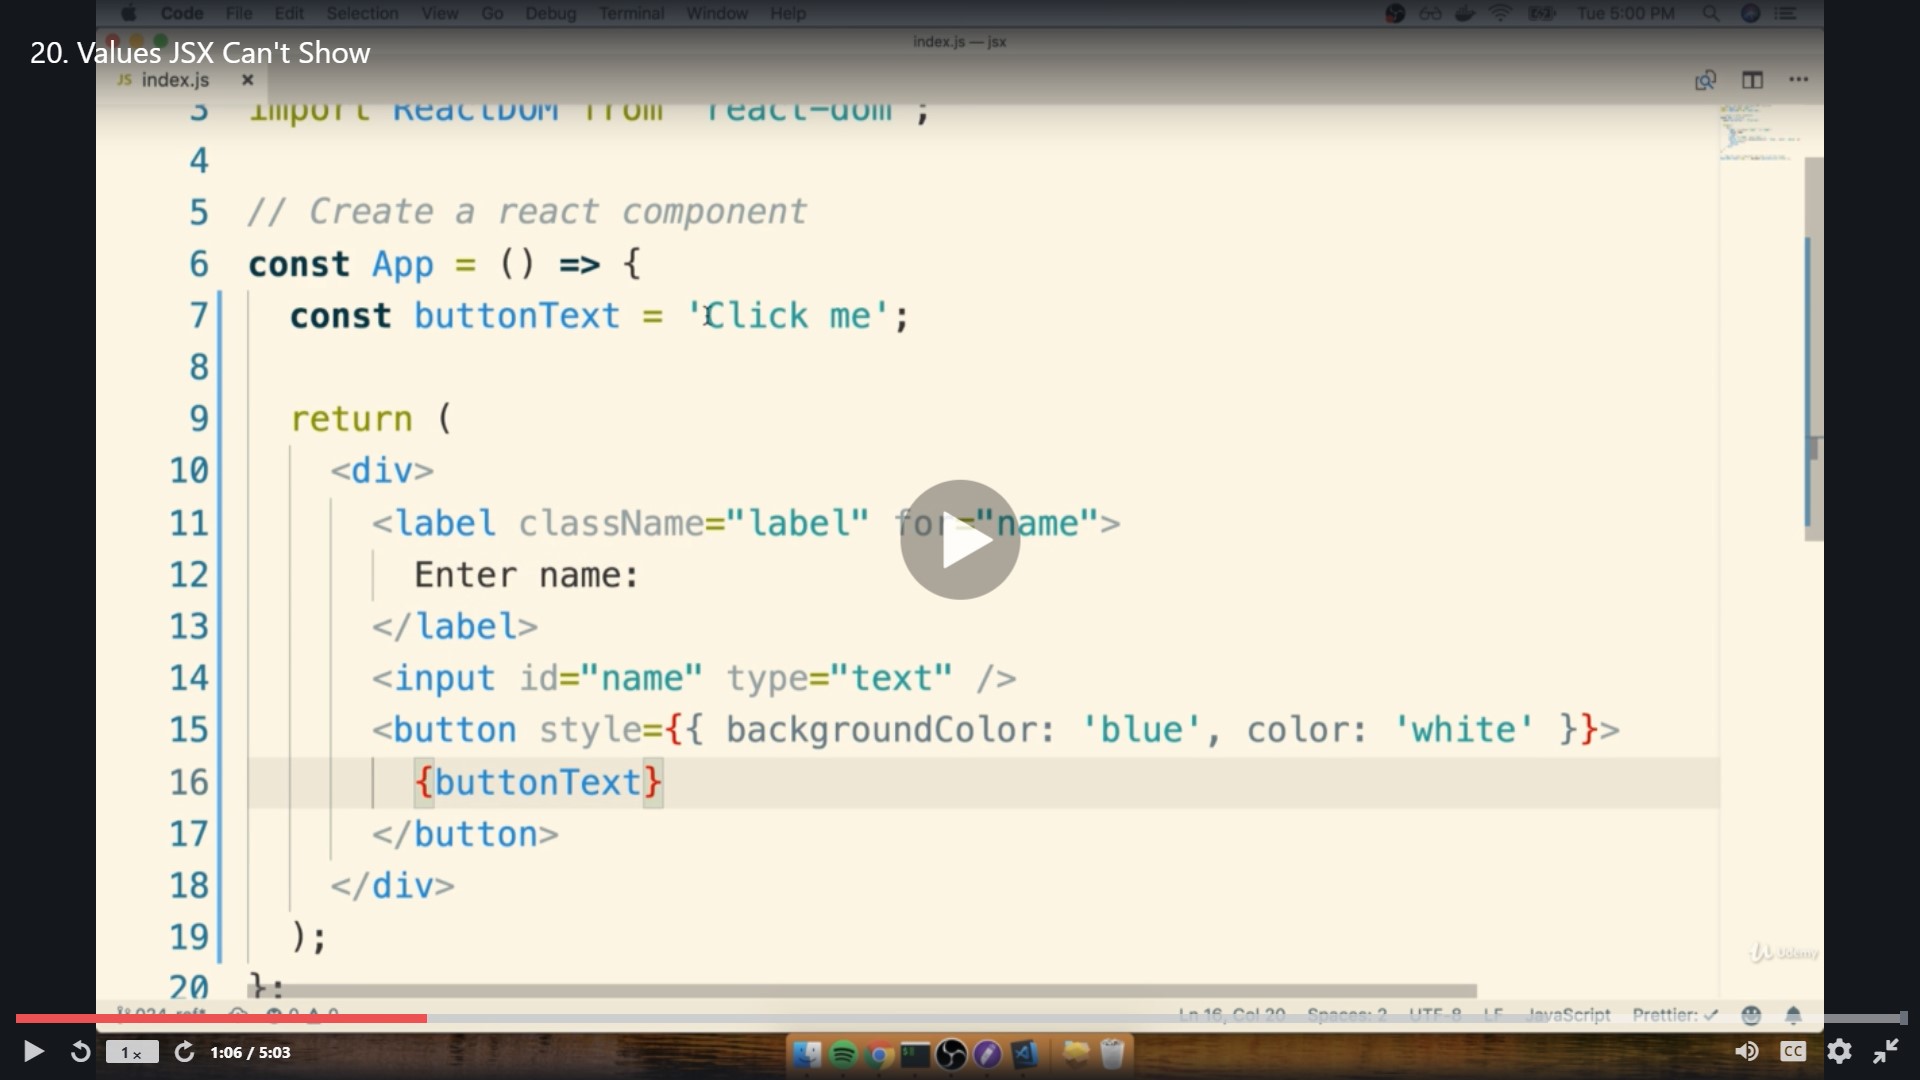 Code File Edit Selection View Go Debug Terminal Window Help Tue 5:00 PM
index.js — jsx
20. Values JSX Can't Show
JS index.js ×
3 import ReactDOM from 'react-dom';
4
5 // Create a react component
6 const App = () => {
7 const buttonText = 'Click me';
8
9 return (
10 <div>
11 <label className="label" for="name">
12 Enter name:
13 </label>
14 <input id="name" type="text" />
15 <button style={{ backgroundColor: 'blue', color: 'white' }}>
16 {buttonText}
17 </button>
18 </div>
19 );
20 };
Udemy
Ln 16, Col 20 Spaces: 2 UTF-8 LF JavaScript Prettier: ✓
1x 1:06 / 5:03 CC